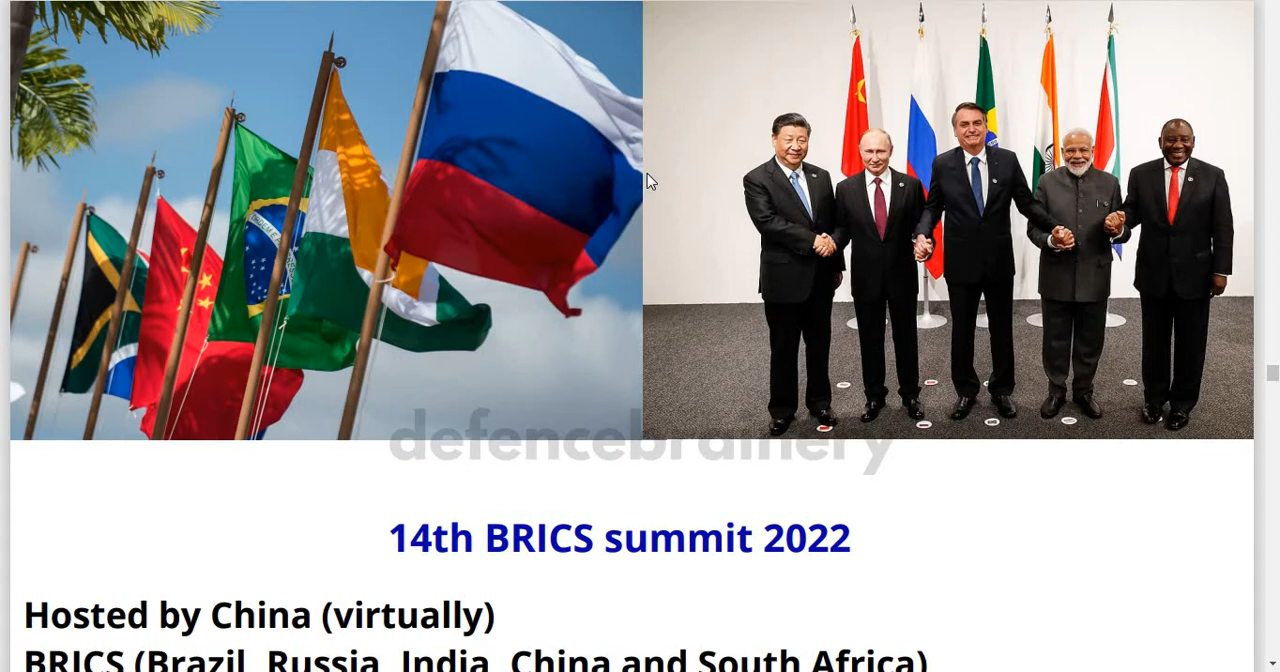 defencebrainery
14th BRICS summit 2022
Hosted by China (virtually)
BRICS (Brazil, Russia, India, China and South Africa)